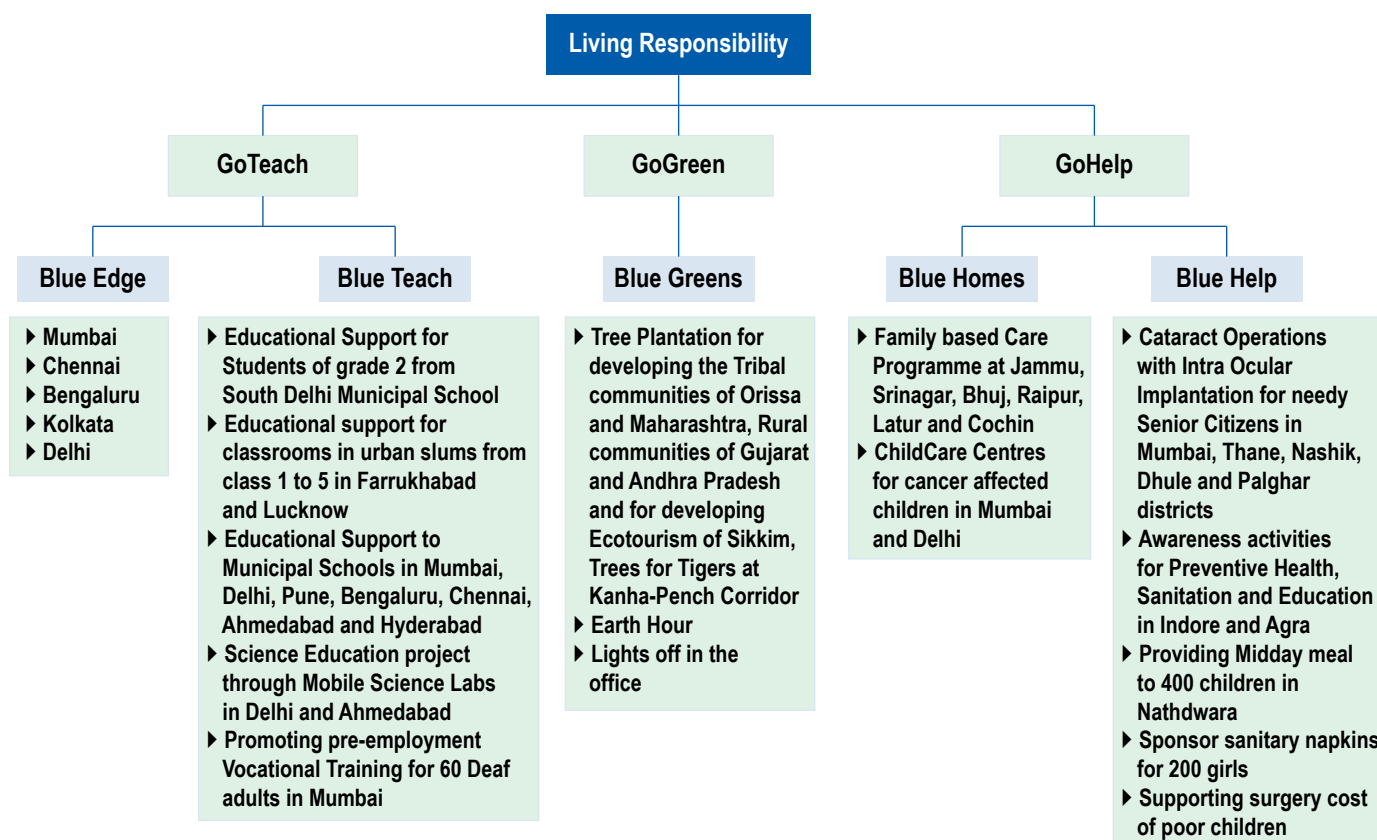 Living Responsibility
GoTeach
GoGreen
GoHelp
Blue Edge
Blue Teach
Blue Greens
Blue Homes
Blue Help
Mumbai
Chennai
Bengaluru
Kolkata
Delhi
Educational Support for
Students of grade 2 from
South Delhi Municipal School
Educational support for
classrooms in urban slums from
class 1 to 5 in Farrukhabad
and Lucknow
Educational Support to
Municipal Schools in Mumbai,
Delhi, Pune, Bengaluru, Chennai,
Ahmedabad and Hyderabad
Science Education project
through Mobile Science Labs
in Delhi and Ahmedabad
Promoting pre-employment
Vocational Training for 60 Deaf
adults in Mumbai
Tree Plantation for
developing the Tribal
communities of Orissa
and Maharashtra, Rural
communities of Gujarat
and Andhra Pradesh
and for developing
Ecotourism of Sikkim,
Trees for Tigers at
Kanha-Pench Corridor
Earth Hour
Lights off in the
office
Family based Care
Programme at Jammu,
Srinagar, Bhuj, Raipur,
Latur and Cochin
ChildCare Centres
for cancer affected
children in Mumbai
and Delhi
Cataract Operations
with Intra Ocular
Implantation for needy
Senior Citizens in
Mumbai, Thane, Nashik,
Dhule and Palghar
districts
Awareness activities
for Preventive Health,
Sanitation and Education
in Indore and Agra
Providing Midday meal
to 400 children in
Nathdwara
Sponsor sanitary napkins
for 200 girls
Supporting surgery cost
of poor children